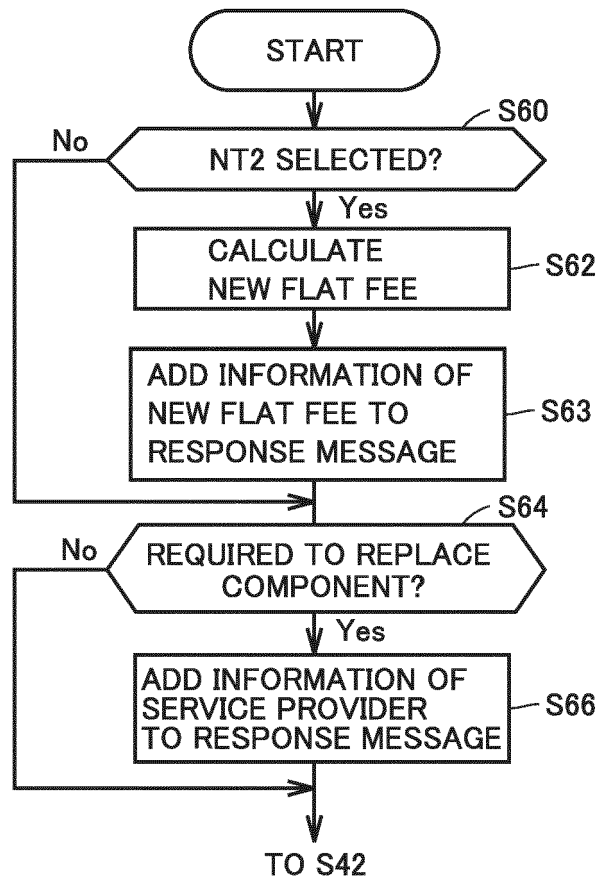 START
S60
No
NT2 SELECTED?
Yes
CALCULATE
NEW FLAT FEE
S62
ADD INFORMATION OF
NEW FLAT FEE TO
RESPONSE MESSAGE
S63
S64
No
REQUIRED TO REPLACE
COMPONENT?
Yes
ADD INFORMATION OF
SERVICE PROVIDER
TO RESPONSE MESSAGE
S66
TO S42